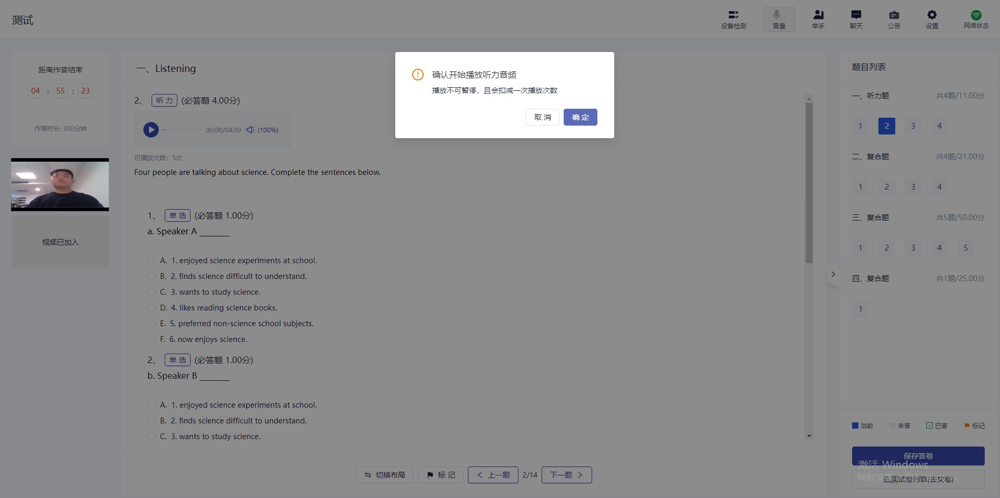 测试
设备检测
音量
举手
聊天
公告
设置
网络状态
距离作答结束
04 : 55 : 23
作答时长: 300分钟
视频已加入
一、Listening
2、 听 力 (必答题 4.00分)
00:00/04:39 (100%)
可播放次数：5次
Four people are talking about science. Complete the sentences below.
1、 单 选 (必答题 1.00分)
a. Speaker A ________
A. 1. enjoyed science experiments at school.
B. 2. finds science difficult to understand.
C. 3. wants to study science.
D. 4. likes reading science books.
E. 5. preferred non-science school subjects.
F. 6. now enjoys science.
2、 单 选 (必答题 1.00分)
b. Speaker B ________
A. 1. enjoyed science experiments at school.
B. 2. finds science difficult to understand.
C. 3. wants to study science.
切换布局
标 记
上一题
2/14
下一题
确认开始播放听力音频
播放不可暂停，且会扣减一次播放次数
取 消
确 定
题目列表
一、听力题 共4题/11.00分
1 2 3 4
二、复合题 共4题/21.00分
1 2 3 4
三、复合题 共5题/50.00分
1 2 3 4 5
四、复合题 共1题/25.00分
1
当前 未答 已答 标记
保存答卷
激活 Windows
返回试卷列表(去交卷)